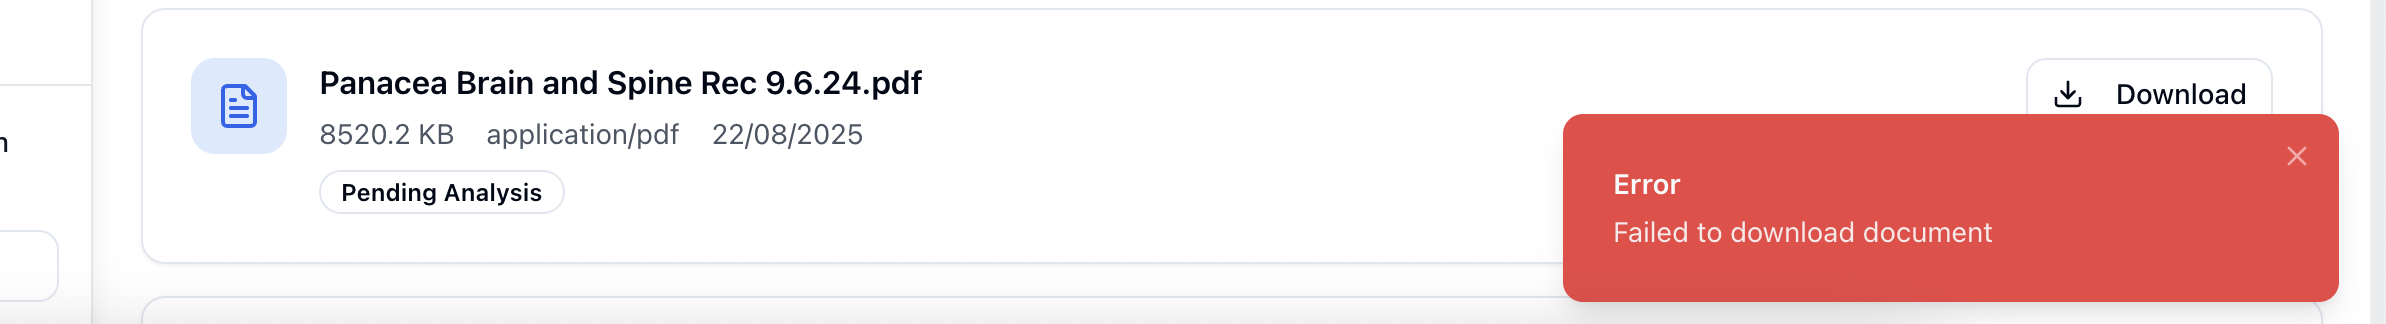 Panacea Brain and Spine Rec 9.6.24.pdf
Download
8520.2 KB application/pdf 22/08/2025
Pending Analysis
Error
Failed to download document